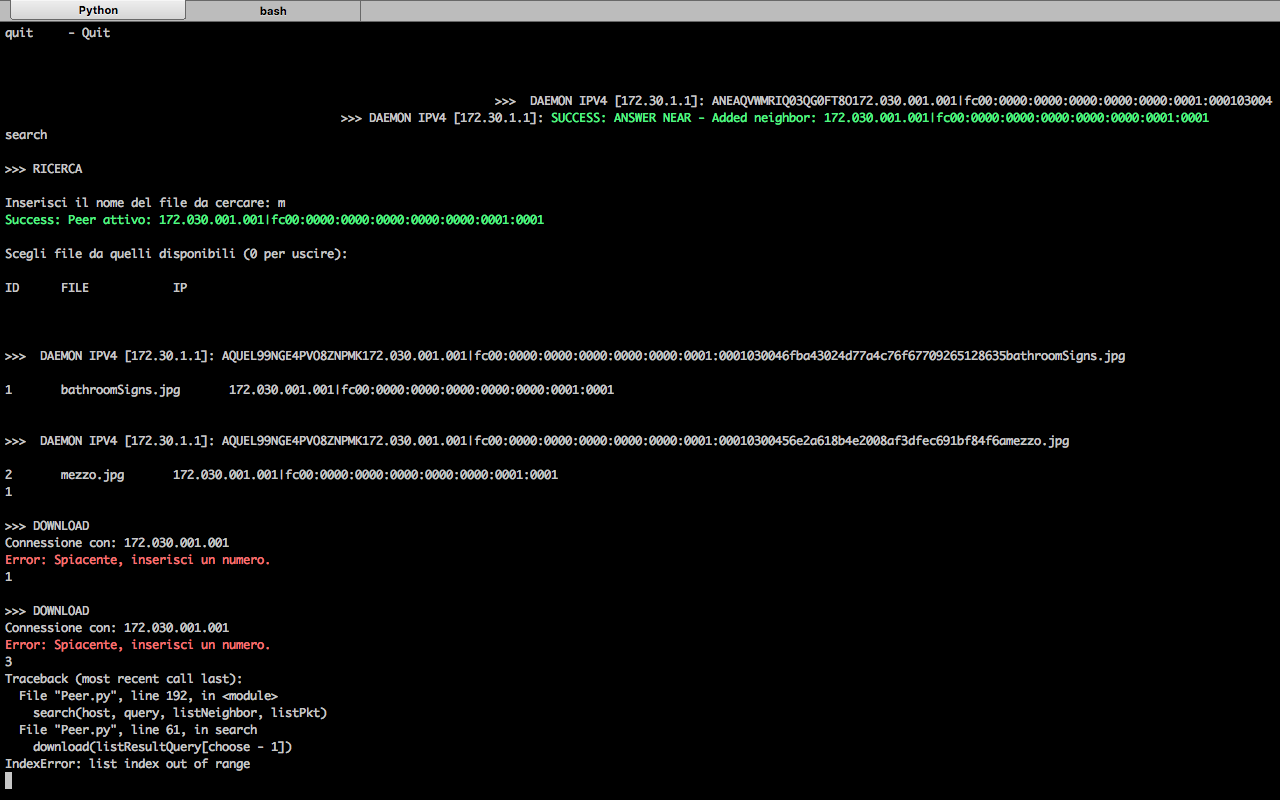 Python
bash
quit     - Quit
>>>  DAEMON IPV4 [172.30.1.1]: ANEAQVWMRIQ03QG0FT8O172.030.001.001|fc00:0000:0000:0000:0000:0000:0001:000103004
>>> DAEMON IPV4 [172.30.1.1]: SUCCESS: ANSWER NEAR - Added neighbor: 172.030.001.001|fc00:0000:0000:0000:0000:0000:0001:0001
search
>>> RICERCA
Inserisci il nome del file da cercare: m
Success: Peer attivo: 172.030.001.001|fc00:0000:0000:0000:0000:0000:0001:0001
Scegli file da quelli disponibili (0 per uscire):
ID      FILE            IP
>>>  DAEMON IPV4 [172.30.1.1]: AQUEL99NGE4PVO8ZNPMK172.030.001.001|fc00:0000:0000:0000:0000:0000:0001:0001030046fba43024d77a4c76f67709265128635bathroomSigns.jpg
1       bathroomSigns.jpg       172.030.001.001|fc00:0000:0000:0000:0000:0000:0001:0001
>>>  DAEMON IPV4 [172.30.1.1]: AQUEL99NGE4PVO8ZNPMK172.030.001.001|fc00:0000:0000:0000:0000:0000:0001:00010300456e2a618b4e2008af3dfec691bf84f6amezzo.jpg
2       mezzo.jpg       172.030.001.001|fc00:0000:0000:0000:0000:0000:0001:0001
1
>>> DOWNLOAD
Connessione con: 172.030.001.001
Error: Spiacente, inserisci un numero.
1
>>> DOWNLOAD
Connessione con: 172.030.001.001
Error: Spiacente, inserisci un numero.
3
Traceback (most recent call last):
  File "Peer.py", line 192, in <module>
    search(host, query, listNeighbor, listPkt)
  File "Peer.py", line 61, in search
    download(listResultQuery[choose - 1])
IndexError: list index out of range